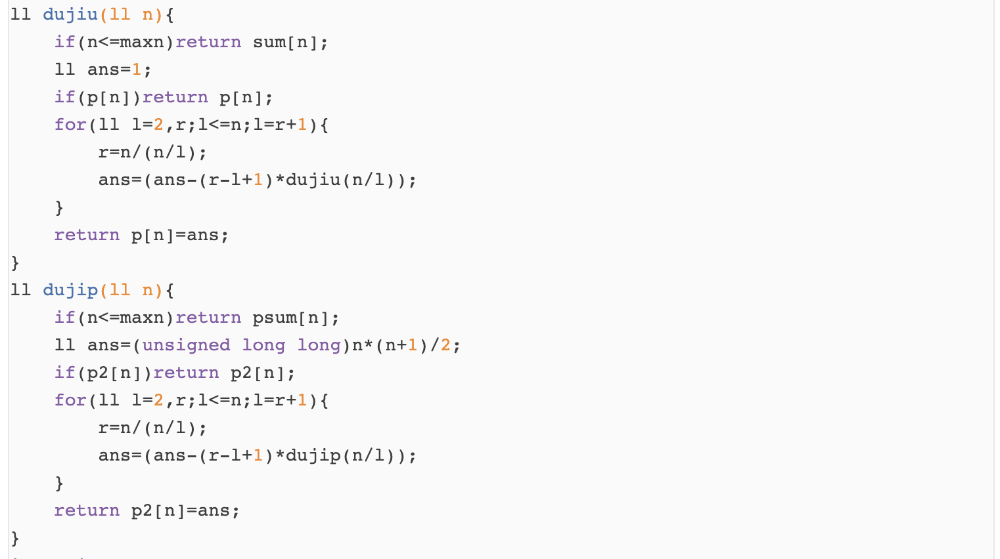 ll dujiu(ll n){
    if(n<=maxn)return sum[n];
    ll ans=1;
    if(p[n])return p[n];
    for(ll l=2,r;l<=n;l=r+1){
        r=n/(n/l);
        ans=(ans-(r-l+1)*dujiu(n/l));
    }
    return p[n]=ans;
}
ll dujip(ll n){
    if(n<=maxn)return psum[n];
    ll ans=(unsigned long long)n*(n+1)/2;
    if(p2[n])return p2[n];
    for(ll l=2,r;l<=n;l=r+1){
        r=n/(n/l);
        ans=(ans-(r-l+1)*dujip(n/l));
    }
    return p2[n]=ans;
}